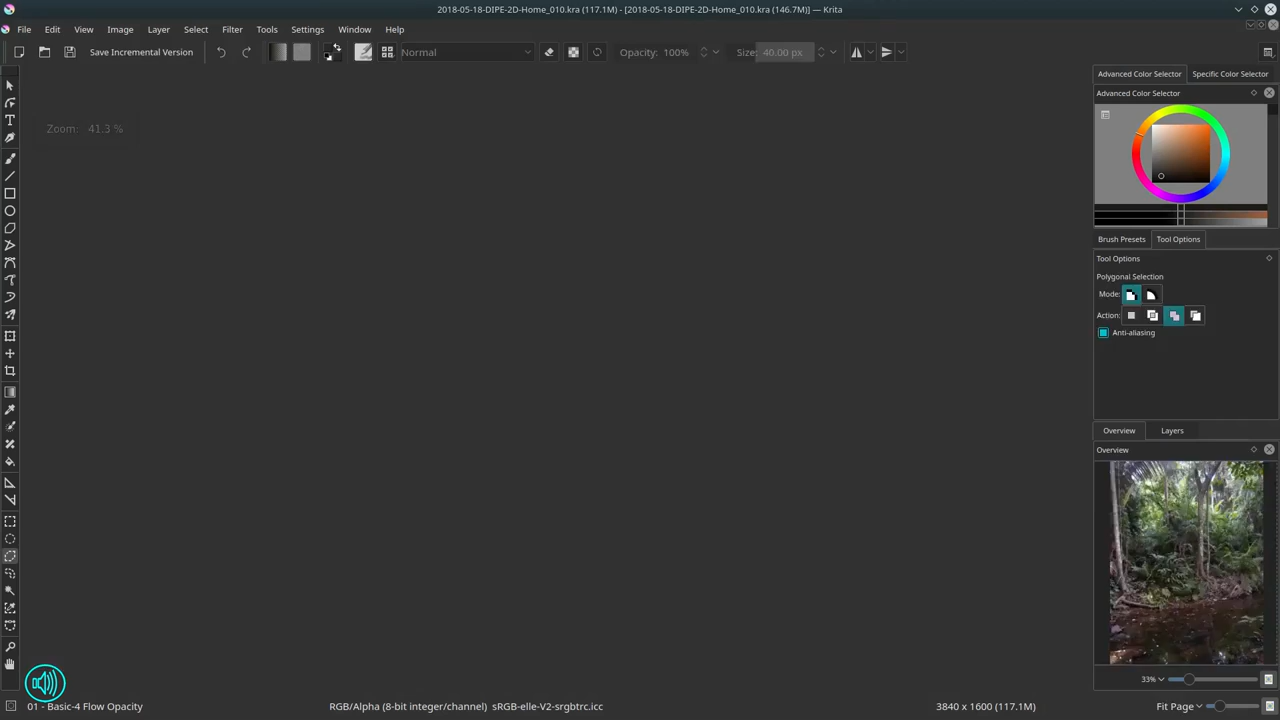 2018-05-18-DIPE-2D-Home_010.kra (117.1M) - [2018-05-18-DIPE-2D-Home_010.kra (146.7M)] — Krita
File Edit View Image Layer Select Filter Tools Settings Window Help
Save Incremental Version Normal Opacity: 100% Size: 40.00 px
Advanced Color Selector Specific Color Selector
Advanced Color Selector
Zoom: 41.3 %
Brush Presets Tool Options
Tool Options
Polygonal Selection
Mode:
Action:
Anti-aliasing
Overview Layers
Overview
33%
01 - Basic-4 Flow Opacity RGB/Alpha (8-bit integer/channel) sRGB-elle-V2-srgbtrc.icc 3840 x 1600 (117.1M) Fit Page